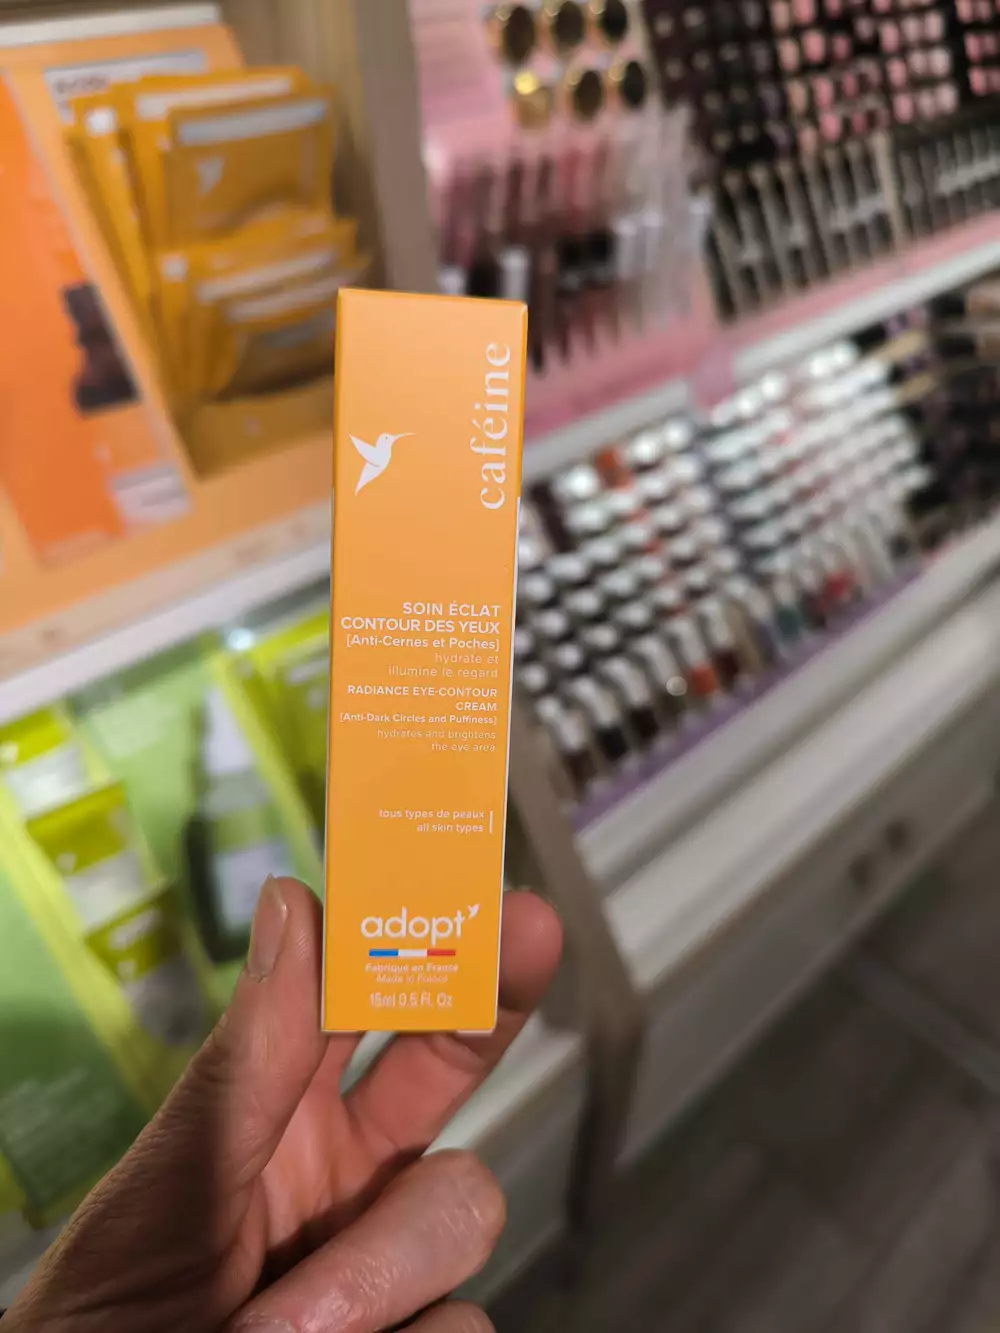 caféine
SOIN ÉCLAT
CONTOUR DES YEUX
[Anti-Cernes et Poches]
hydrate et
illumine le regard
RADIANCE EYE-CONTOUR
CREAM
[Anti-Dark Circles and Puffiness]
hydrates and brightens
the eye area
tous types de peaux
all skin types
adopt'
Fabriqué en France
Made in France
15ml 0.5 Fl. Oz